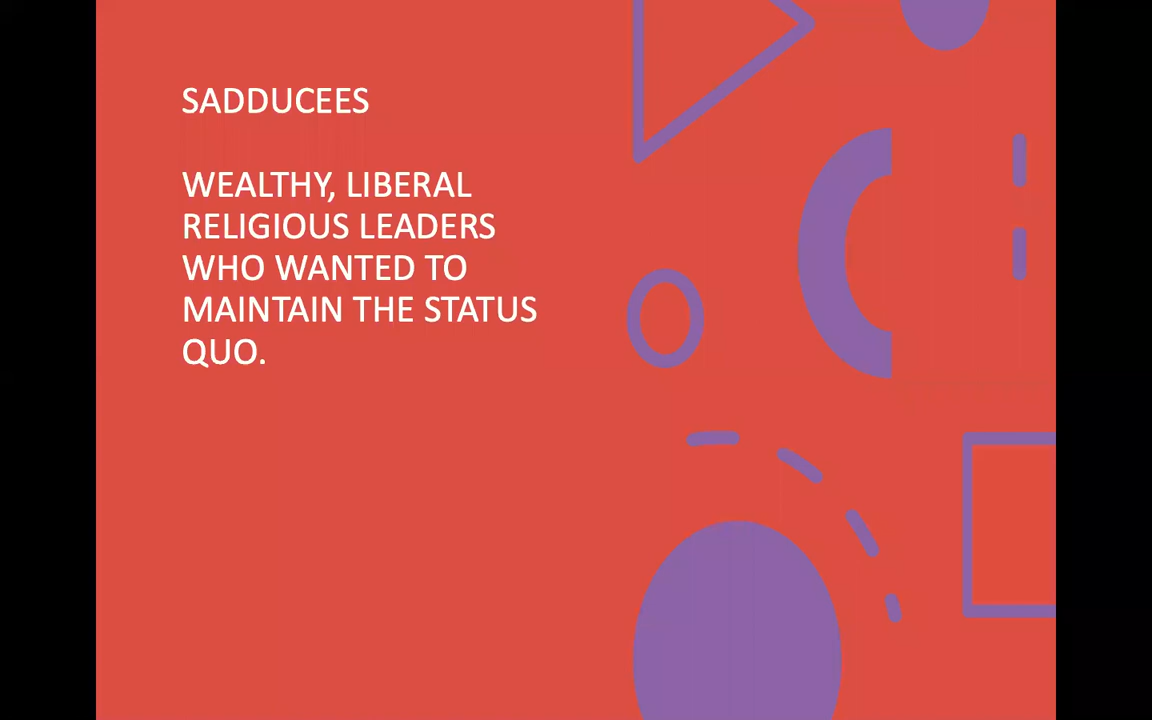 SADDUCEES
WEALTHY, LIBERAL
RELIGIOUS LEADERS
WHO WANTED TO
MAINTAIN THE STATUS
QUO.